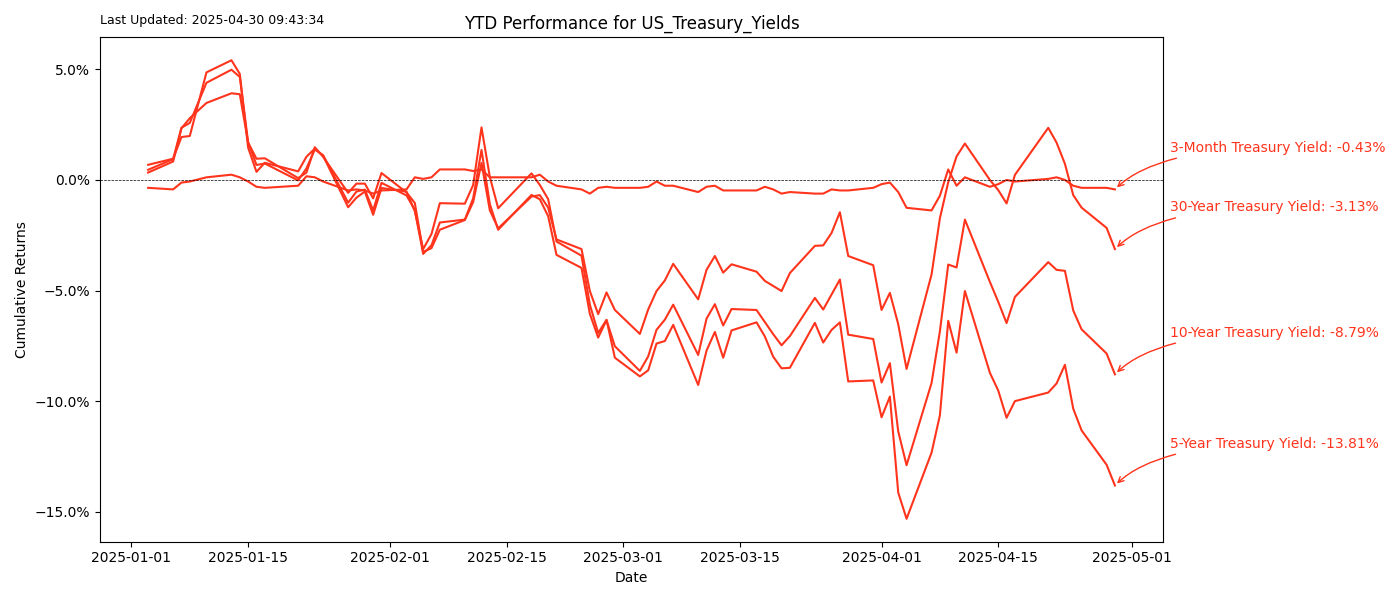 Last Updated: 2025-04-30 09:43:34
YTD Performance for US_Treasury_Yields
Cumulative Returns
5.0%
0.0%
−5.0%
−10.0%
−15.0%
3-Month Treasury Yield: -0.43%
30-Year Treasury Yield: -3.13%
10-Year Treasury Yield: -8.79%
5-Year Treasury Yield: -13.81%
2025-01-01 2025-01-15 2025-02-01 2025-02-15 2025-03-01 2025-03-15 2025-04-01 2025-04-15 2025-05-01
Date